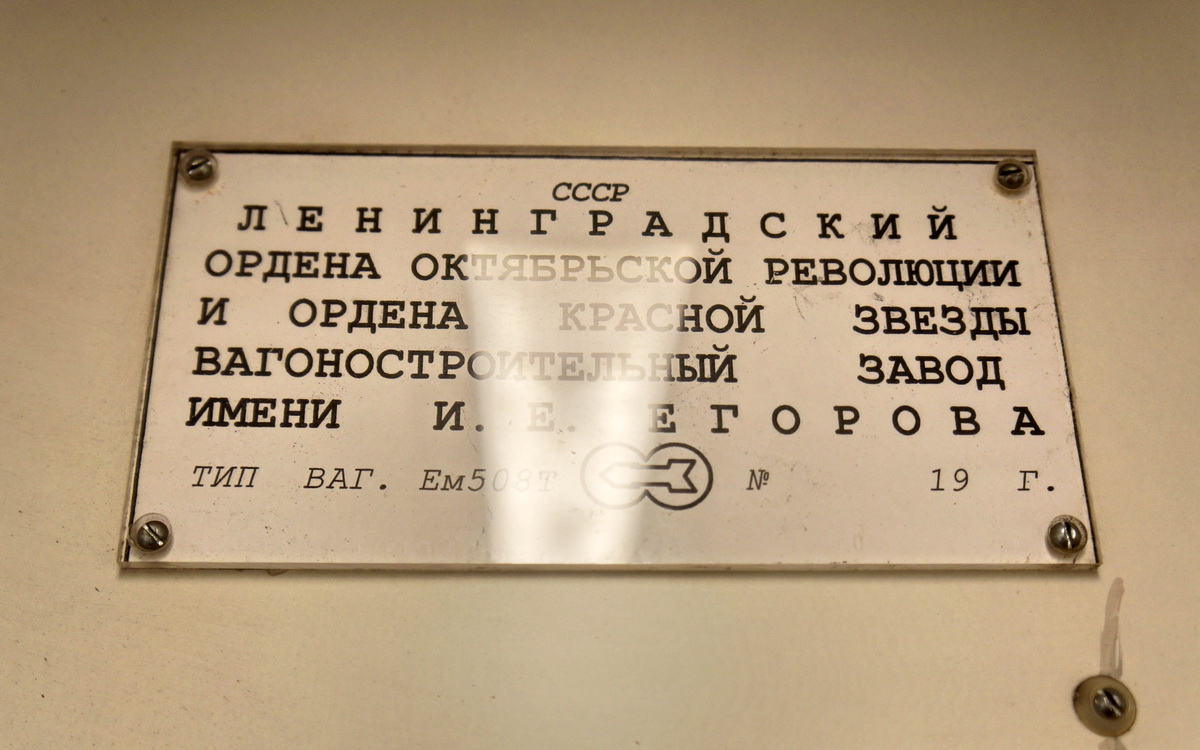 СССР
ЛЕНИНГРАДСКИЙ
ОРДЕНА ОКТЯБРЬСКОЙ РЕВОЛЮЦИИ
И ОРДЕНА КРАСНОЙ ЗВЕЗДЫ
ВАГОНОСТРОИТЕЛЬНЫЙ ЗАВОД
ИМЕНИ И. Е. ЕГОРОВА
ТИП ВАГ. Ем508Т № 19 Г.